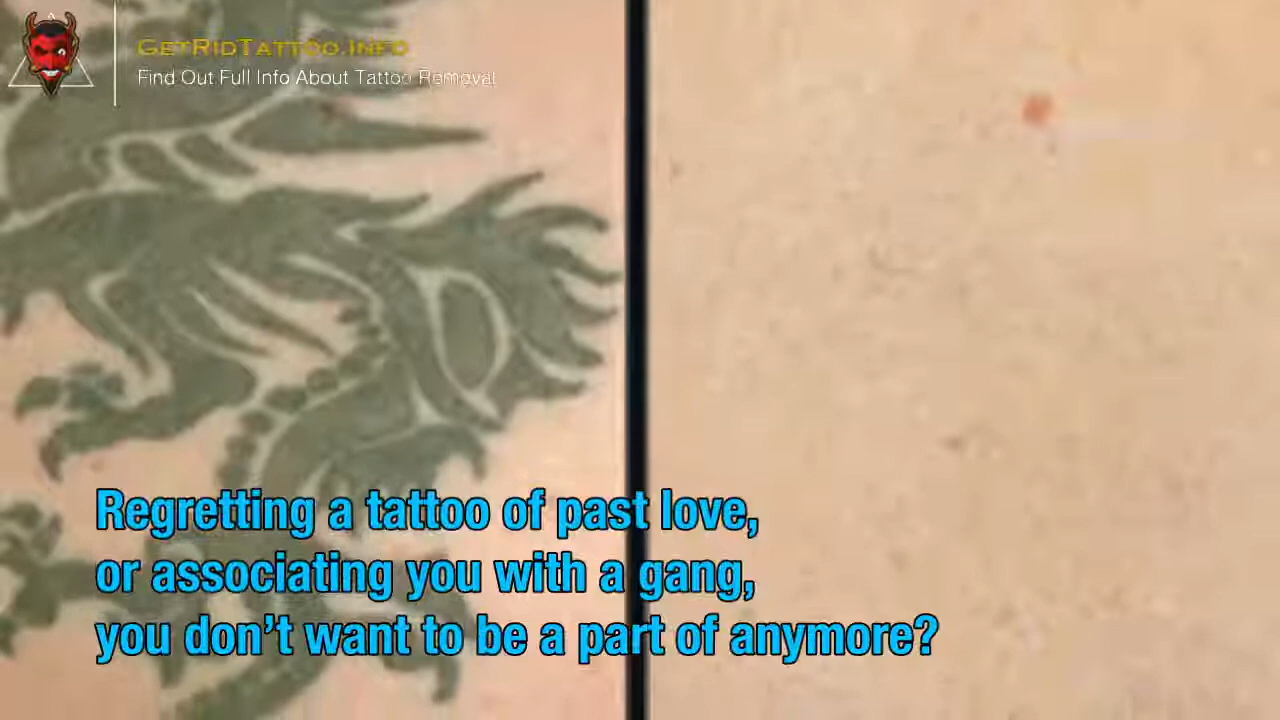 GetRidTattoo.info
Find Out Full Info About Tattoo Removal
Regretting a tattoo of past love,
or associating you with a gang,
you don’t want to be a part of anymore?